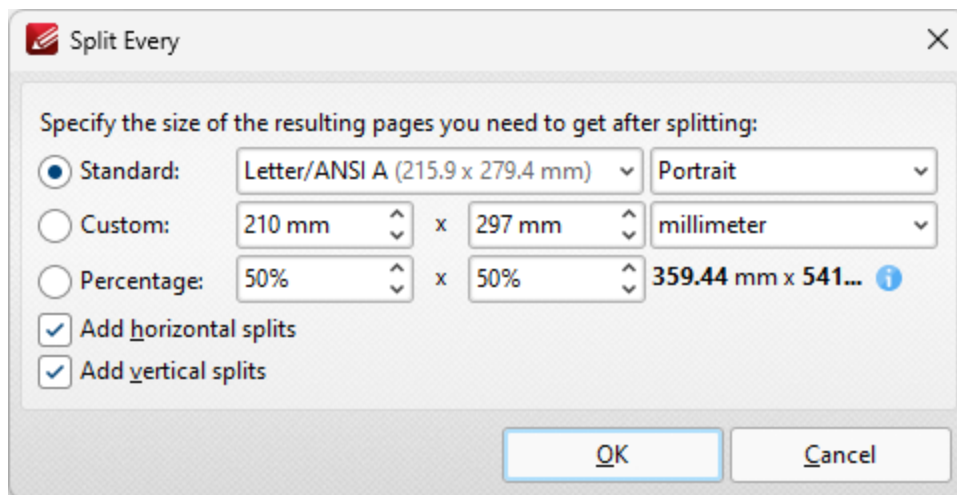 Split Every
Specify the size of the resulting pages you need to get after splitting:
Standard: Letter/ANSI A (215.9 x 279.4 mm) Portrait
Custom: 210 mm x 297 mm millimeter
Percentage: 50% x 50% 359.44 mm x 541...
Add horizontal splits
Add vertical splits
OK Cancel